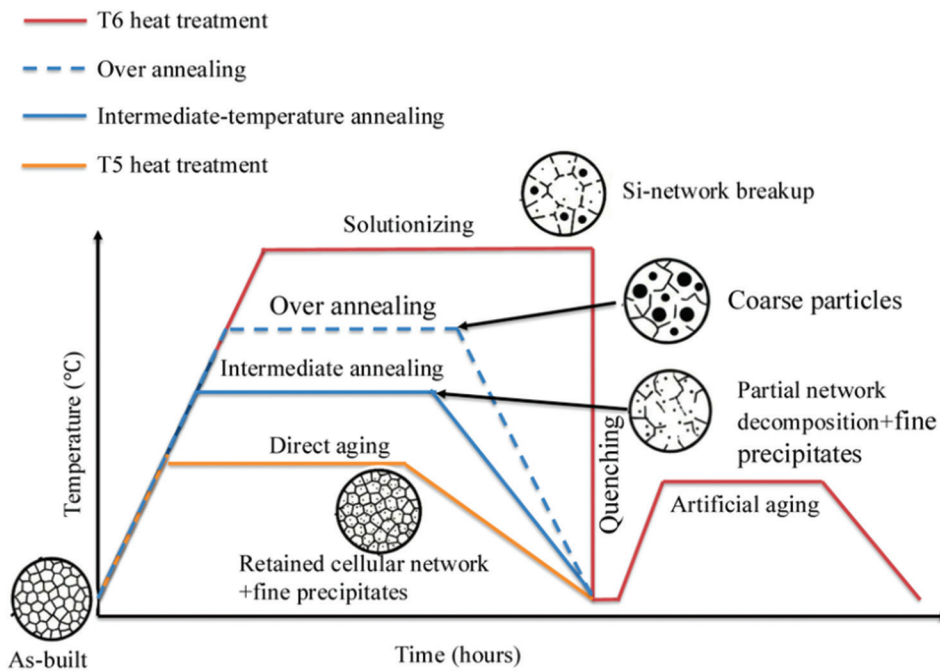 T6 heat treatment
Over annealing
Intermediate-temperature annealing
T5 heat treatment
Si-network breakup
Solutionizing
Coarse particles
Over annealing
Intermediate annealing
Partial network
decomposition+fine
precipitates
Direct aging
Temperature (℃)
Quenching
Artificial aging
Retained cellular network
+fine precipitates
As-built
Time (hours)